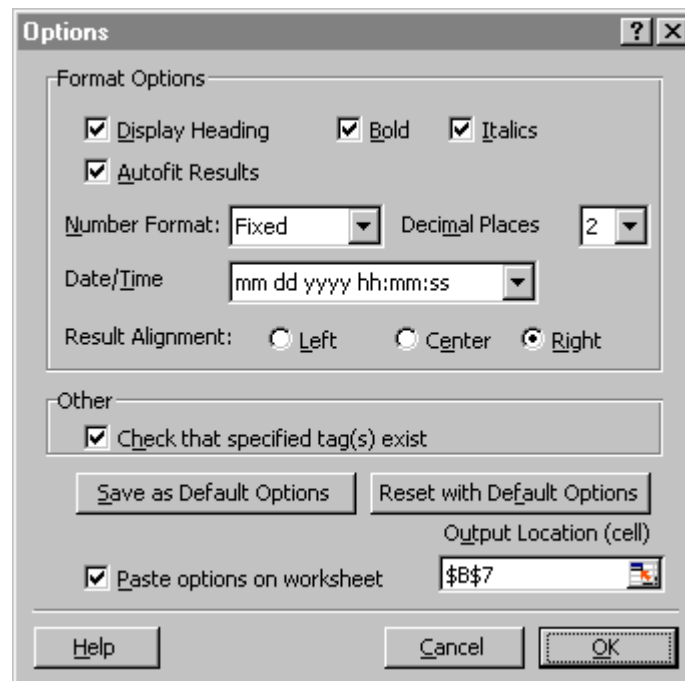 Options
Format Options
Display Heading Bold Italics
Autofit Results
Number Format: Fixed Decimal Places 2
Date/Time mm dd yyyy hh:mm:ss
Result Alignment: Left Center Right
Other
Check that specified tag(s) exist
Save as Default Options Reset with Default Options
Output Location (cell)
Paste options on worksheet $B$7
Help Cancel OK